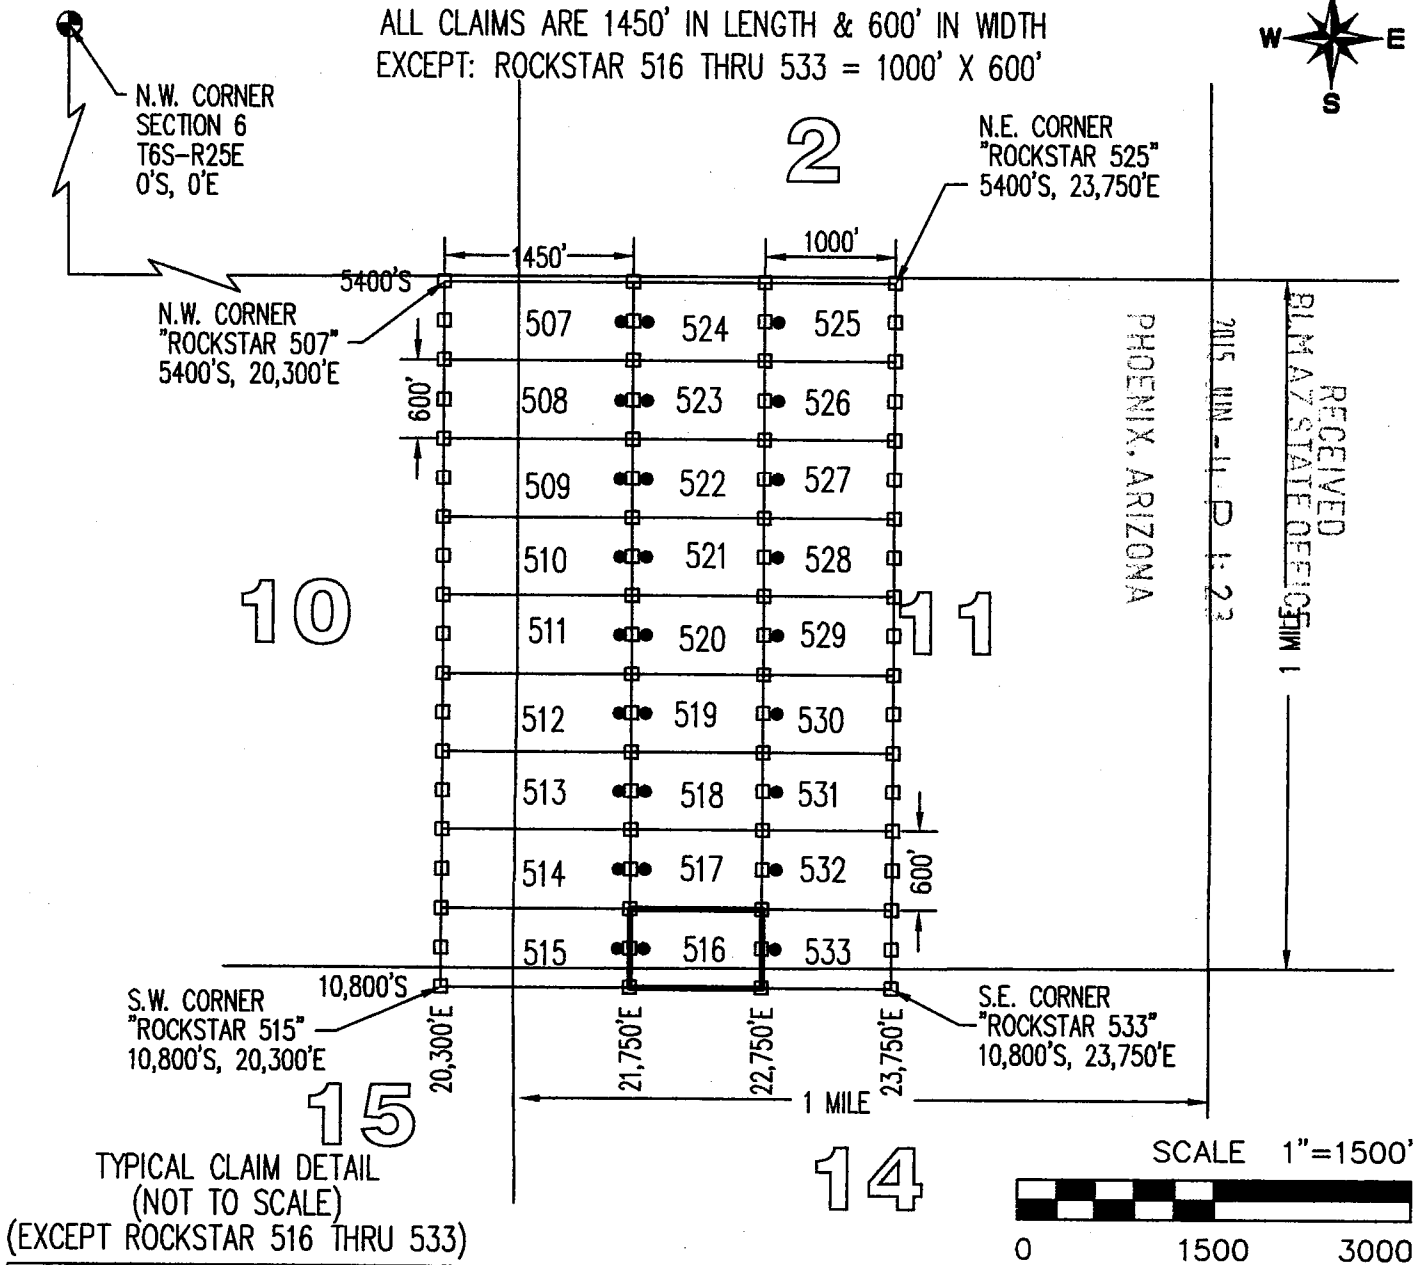 ALL CLAIMS ARE 1450' IN LENGTH & 600' IN WIDTH
EXCEPT: ROCKSTAR 516 THRU 533 = 1000' X 600'
W E
S
N.W. CORNER
SECTION 6
T6S-R25E
0'S, 0'E
2
N.E. CORNER
"ROCKSTAR 525"
5400'S, 23,750'E
1450'
1000'
5400'S
N.W. CORNER
"ROCKSTAR 507"
5400'S, 20,300'E
600'
507 524 525
508 523 526
509 522 527
510 521 528
511 520 529
512 519 530
513 518 531
514 517 532
515 516 533
10
11
600'
RECEIVED
BLM AZ STATE OFFICE
2015 JUN -4 P 1:23
PHOENIX, ARIZONA
1 MILE
10,800'S
S.W. CORNER
"ROCKSTAR 515"
10,800'S, 20,300'E
20,300'E
21,750'E
22,750'E
23,750'E
S.E. CORNER
"ROCKSTAR 533"
10,800'S, 23,750'E
1 MILE
15
14
TYPICAL CLAIM DETAIL
(NOT TO SCALE)
(EXCEPT ROCKSTAR 516 THRU 533)
SCALE 1"=1500'
0 1500 3000